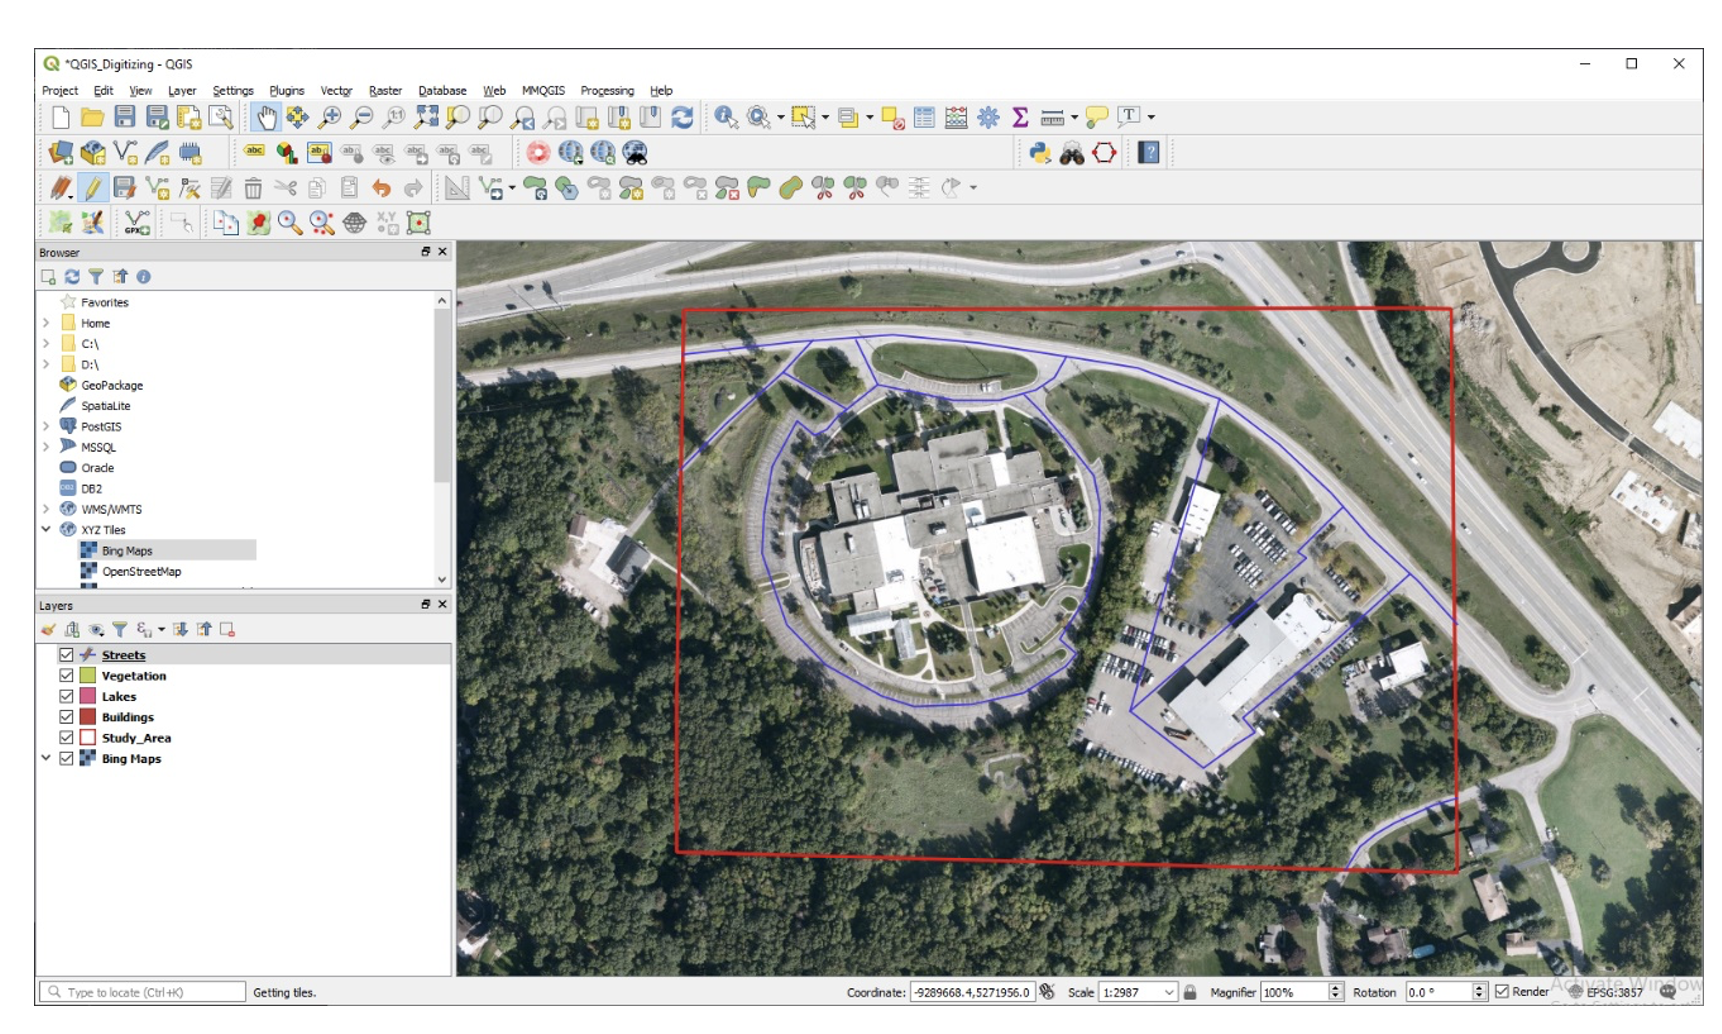 *QGIS_Digitizing - QGIS
Project Edit View Layer Settings Plugins Vector Raster Database Web MMQGIS Processing Help
Browser
Favorites
Home
C:\
D:\
GeoPackage
SpatiaLite
PostGIS
MSSQL
Oracle
DB2
WMS/WMTS
XYZ Tiles
Bing Maps
OpenStreetMap
Layers
Streets
Vegetation
Lakes
Buildings
Study_Area
Bing Maps
Type to locate (Ctrl+K) Getting tiles. Coordinate: -9289668.4,5271956.0 Scale 1:2987 Magnifier 100% Rotation 0.0 ° Render EPSG:3857
Activate Window